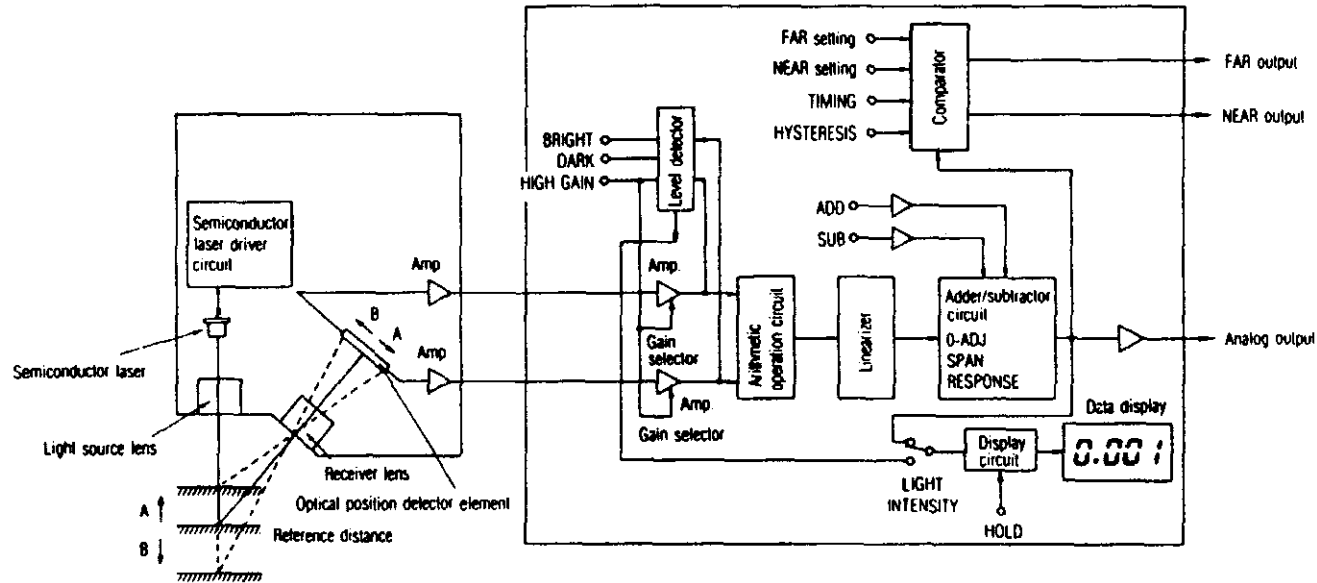 FAR setting
NEAR setting
TIMING
HYSTERESIS
Comparator
FAR output
NEAR output
BRIGHT
DARK
HIGH GAIN
Level detector
ADD
SUB
Semiconductor
laser driver
circuit
Amp
Amp.
B
A
Gain
selector
Arithmetic
operation circuit
Linearizer
Adder/subtractor
circuit
0-ADJ
SPAN
RESPONSE
Analog output
Semiconductor laser
Amp
Amp.
Gain selector
Light source lens
Receiver lens
Optical position detector element
Reference distance
A
B
Data display
0.001
Display
circuit
LIGHT
INTENSITY
HOLD